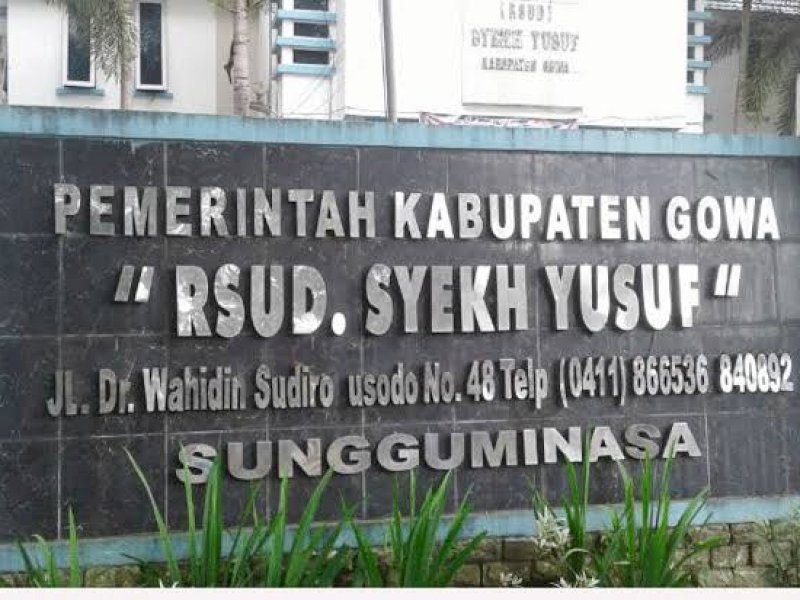 (RSUD)
SYEKH YUSUF
KABUPATEN GOWA
PEMERINTAH KABUPATEN GOWA
“ RSUD. SYEKH YUSUF ”
JL. Dr. Wahidin Sudiro usodo No. 48 Telp (0411) 866536 840892
SUNGGUMINASA